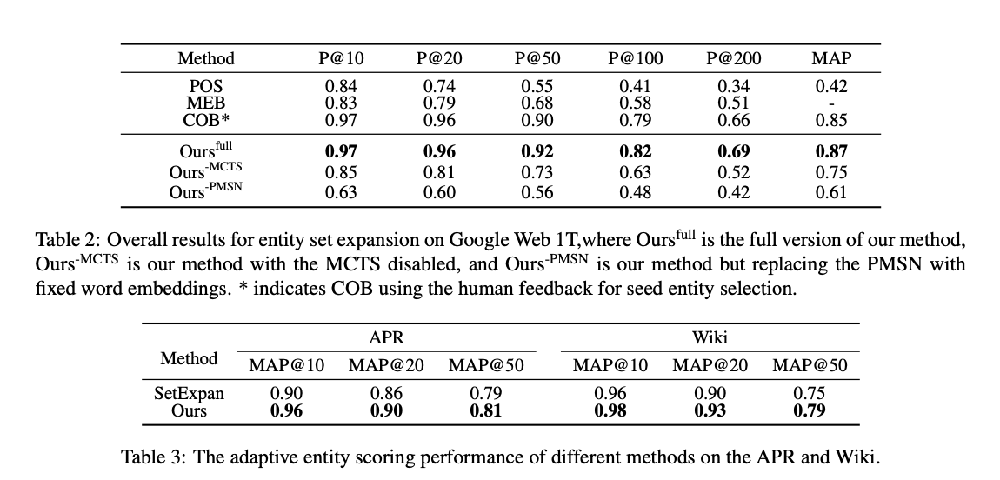 Method P@10 P@20 P@50 P@100 P@200 MAP
POS 0.84 0.74 0.55 0.41 0.34 0.42
MEB 0.83 0.79 0.68 0.58 0.51 -
COB* 0.97 0.96 0.90 0.79 0.66 0.85
Ours^full 0.97 0.96 0.92 0.82 0.69 0.87
Ours^-MCTS 0.85 0.81 0.73 0.63 0.52 0.75
Ours^-PMSN 0.63 0.60 0.56 0.48 0.42 0.61
Table 2: Overall results for entity set expansion on Google Web 1T,where Ours^full is the full version of our method,
Ours^-MCTS is our method with the MCTS disabled, and Ours^-PMSN is our method but replacing the PMSN with
fixed word embeddings. * indicates COB using the human feedback for seed entity selection.
APR Wiki
Method MAP@10 MAP@20 MAP@50 MAP@10 MAP@20 MAP@50
SetExpan 0.90 0.86 0.79 0.96 0.90 0.75
Ours 0.96 0.90 0.81 0.98 0.93 0.79
Table 3: The adaptive entity scoring performance of different methods on the APR and Wiki.